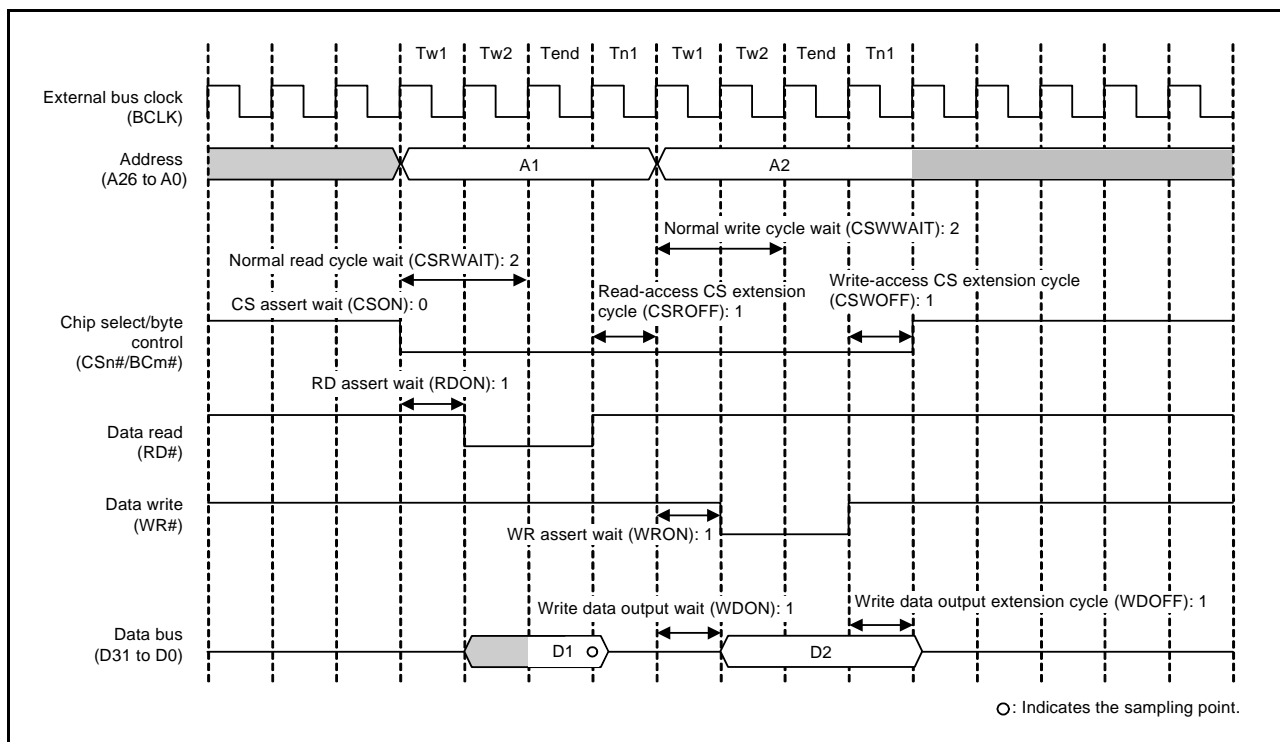 Tw1 Tw2 Tend Tn1 Tw1 Tw2 Tend Tn1
External bus clock
(BCLK)
Address
(A26 to A0)
A1
A2
Normal write cycle wait (CSWWAIT): 2
Normal read cycle wait (CSRWAIT): 2
CS assert wait (CSON): 0
Read-access CS extension
cycle (CSROFF): 1
Write-access CS extension cycle
(CSWOFF): 1
Chip select/byte
control
(CSn#/BCm#)
RD assert wait (RDON): 1
Data read
(RD#)
Data write
(WR#)
WR assert wait (WRON): 1
Write data output wait (WDON): 1
Write data output extension cycle (WDOFF): 1
Data bus
(D31 to D0)
D1
D2
: Indicates the sampling point.